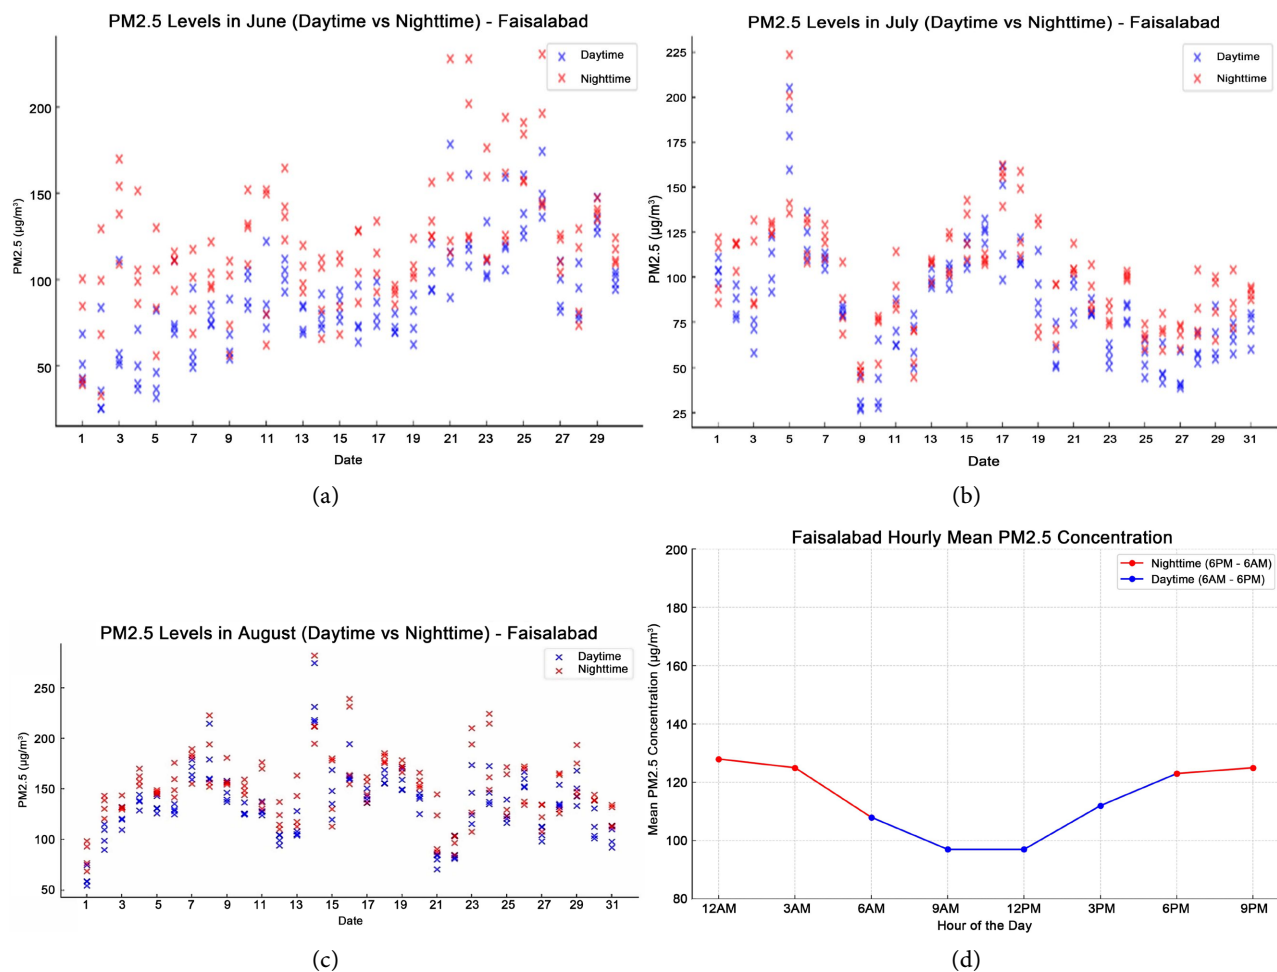 PM2.5 Levels in June (Daytime vs Nighttime) - Faisalabad
Daytime
Nighttime
200
150
100
50
PM2.5 (µg/m³)
1 3 5 7 9 11 13 15 17 19 21 23 25 27 29
Date
(a)
PM2.5 Levels in July (Daytime vs Nighttime) - Faisalabad
Daytime
Nighttime
225
200
175
150
125
100
75
50
25
PM2.5 (µg/m³)
1 3 5 7 9 11 13 15 17 19 21 23 25 27 29 31
Date
(b)
PM2.5 Levels in August (Daytime vs Nighttime) - Faisalabad
Daytime
Nighttime
250
200
150
100
50
PM2.5 (µg/m³)
1 3 5 7 9 11 13 15 17 19 21 23 25 27 29 31
Date
(c)
Faisalabad Hourly Mean PM2.5 Concentration
Nighttime (6PM - 6AM)
Daytime (6AM - 6PM)
200
180
160
140
120
100
80
Mean PM2.5 Concentration (µg/m³)
12AM 3AM 6AM 9AM 12PM 3PM 6PM 9PM
Hour of the Day
(d)